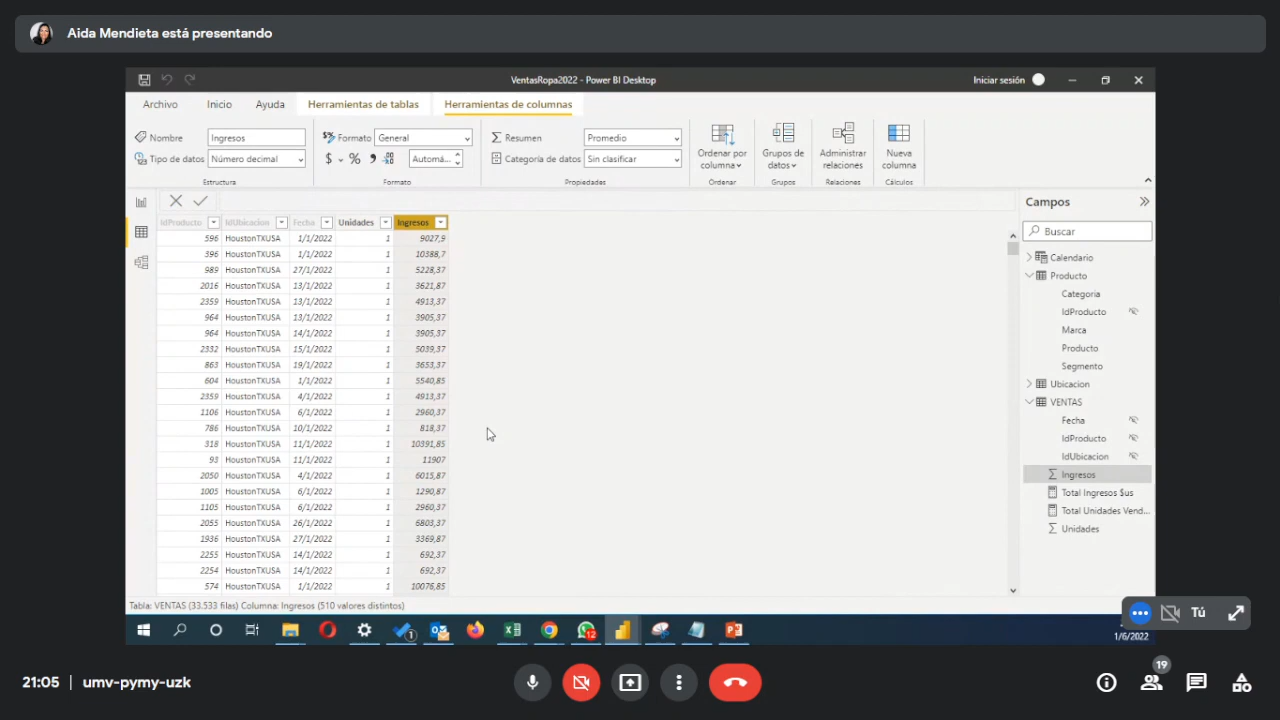 Aida Mendieta está presentando
VentasRopa2022 - Power BI Desktop
Iniciar sesión
Archivo Inicio Ayuda Herramientas de tablas Herramientas de columnas
Nombre Ingresos Formato General Resumen Promedio
Tipo de datos Número decimal $ % Automá... Categoría de datos Sin clasificar
Ordenar por columna Grupos de datos Administrar relaciones Nueva columna
Estructura Formato Propiedades Ordenar Grupos Relaciones Cálculos
IdProducto IdUbicacion Fecha Unidades Ingresos
596 HoustonTXUSA 1/1/2022 1 9027,9
396 HoustonTXUSA 1/1/2022 1 10388,7
989 HoustonTXUSA 27/1/2022 1 5228,37
2016 HoustonTXUSA 13/1/2022 1 3621,87
2359 HoustonTXUSA 13/1/2022 1 4913,37
964 HoustonTXUSA 13/1/2022 1 3905,37
964 HoustonTXUSA 14/1/2022 1 3905,37
2332 HoustonTXUSA 15/1/2022 1 5039,37
863 HoustonTXUSA 19/1/2022 1 3653,37
604 HoustonTXUSA 1/1/2022 1 5540,85
2359 HoustonTXUSA 4/1/2022 1 4913,37
1106 HoustonTXUSA 6/1/2022 1 2960,37
786 HoustonTXUSA 10/1/2022 1 818,37
318 HoustonTXUSA 11/1/2022 1 10391,85
93 HoustonTXUSA 11/1/2022 1 11907
2050 HoustonTXUSA 4/1/2022 1 6015,87
1005 HoustonTXUSA 6/1/2022 1 1290,87
1105 HoustonTXUSA 6/1/2022 1 2960,37
2055 HoustonTXUSA 26/1/2022 1 6803,37
1936 HoustonTXUSA 27/1/2022 1 3369,87
2255 HoustonTXUSA 14/1/2022 1 692,37
2254 HoustonTXUSA 14/1/2022 1 692,37
574 HoustonTXUSA 1/1/2022 1 10076,85
Tabla: VENTAS (33.533 filas) Columna: Ingresos (510 valores distintos)
Campos
Buscar
Calendario
Producto
Categoria
IdProducto
Marca
Producto
Segmento
Ubicacion
VENTAS
Fecha
IdProducto
IdUbicacion
Ingresos
Total Ingresos $us
Total Unidades Vend...
Unidades
Tú
1
12
1/6/2022
21:05 | umv-pymy-uzk
19